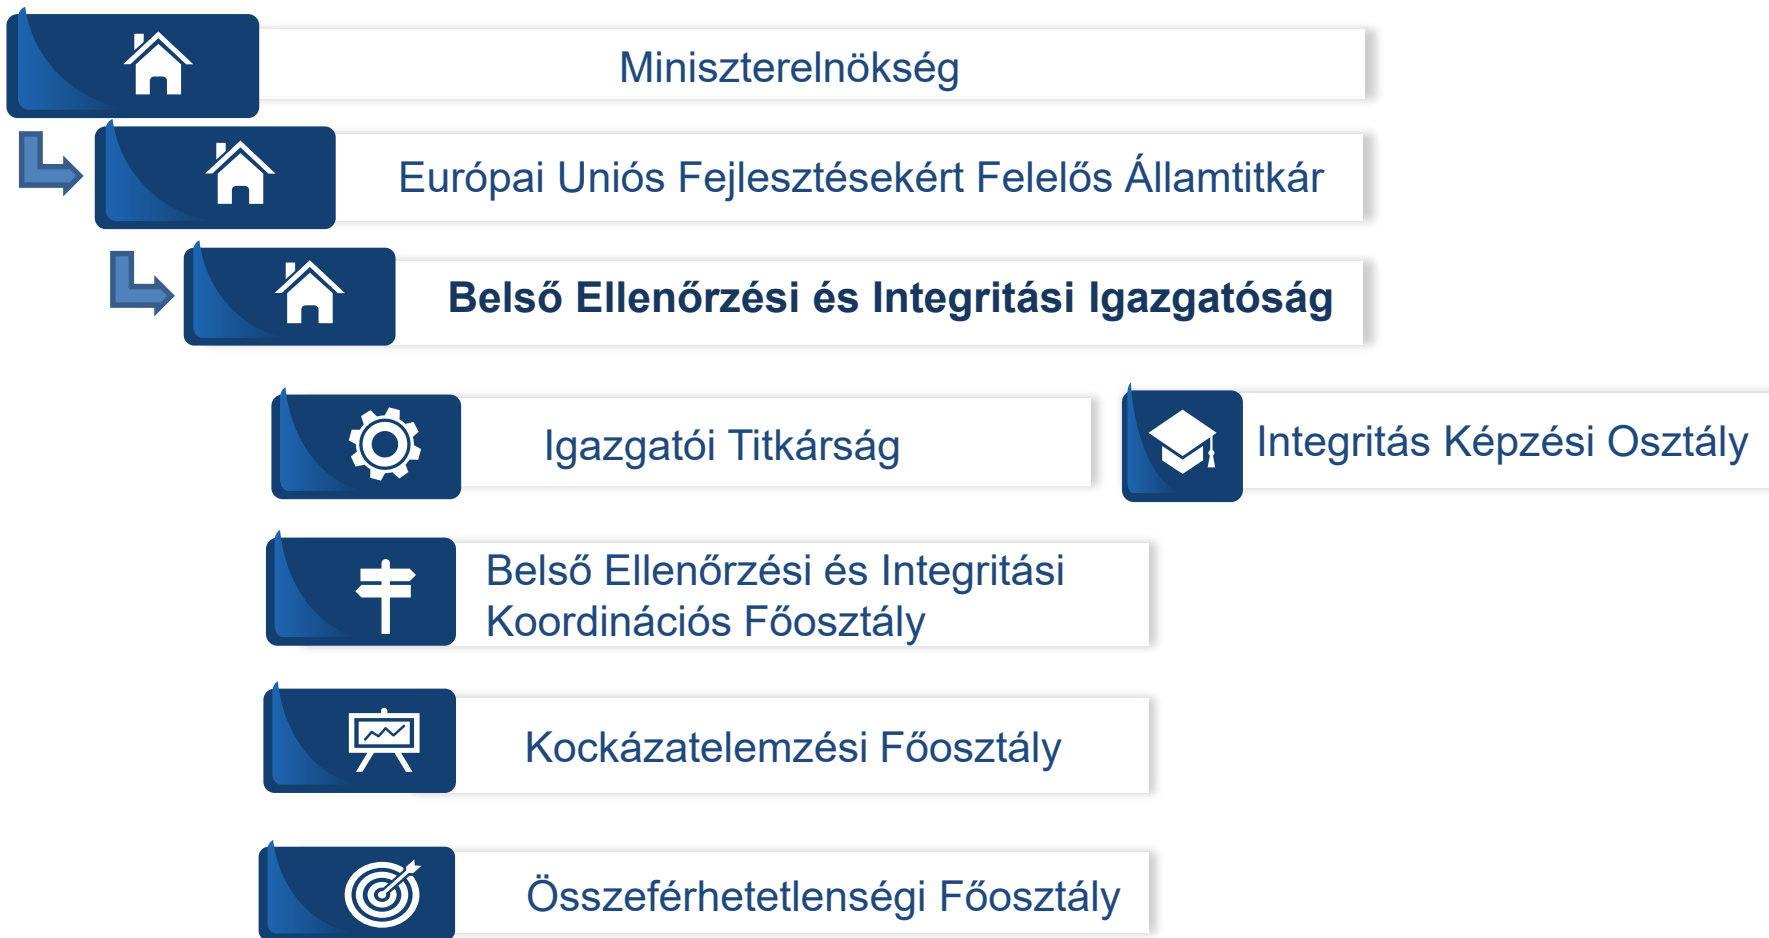 Miniszterelnökség
Európai Uniós Fejlesztésekért Felelős Államtitkár
Belső Ellenőrzési és Integritási Igazgatóság
Igazgatói Titkárság
Integritás Képzési Osztály
Belső Ellenőrzési és Integritási
Koordinációs Főosztály
Kockázatelemzési Főosztály
Összeférhetetlenségi Főosztály